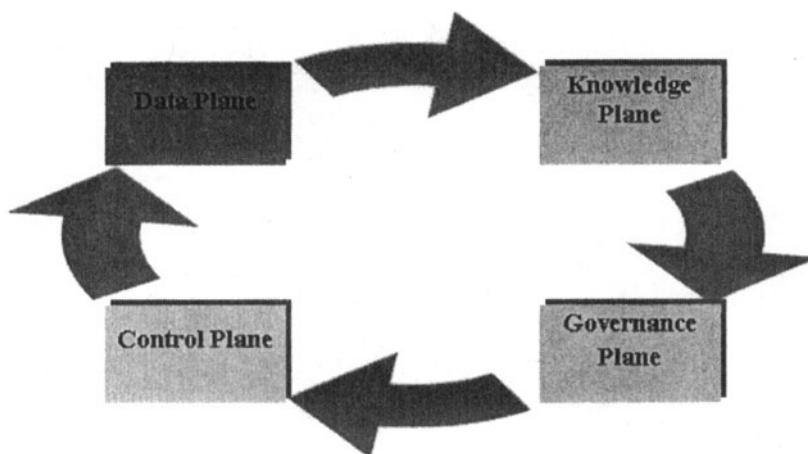 Data Plane
Knowledge
Plane
Control Plane
Governance
Plane